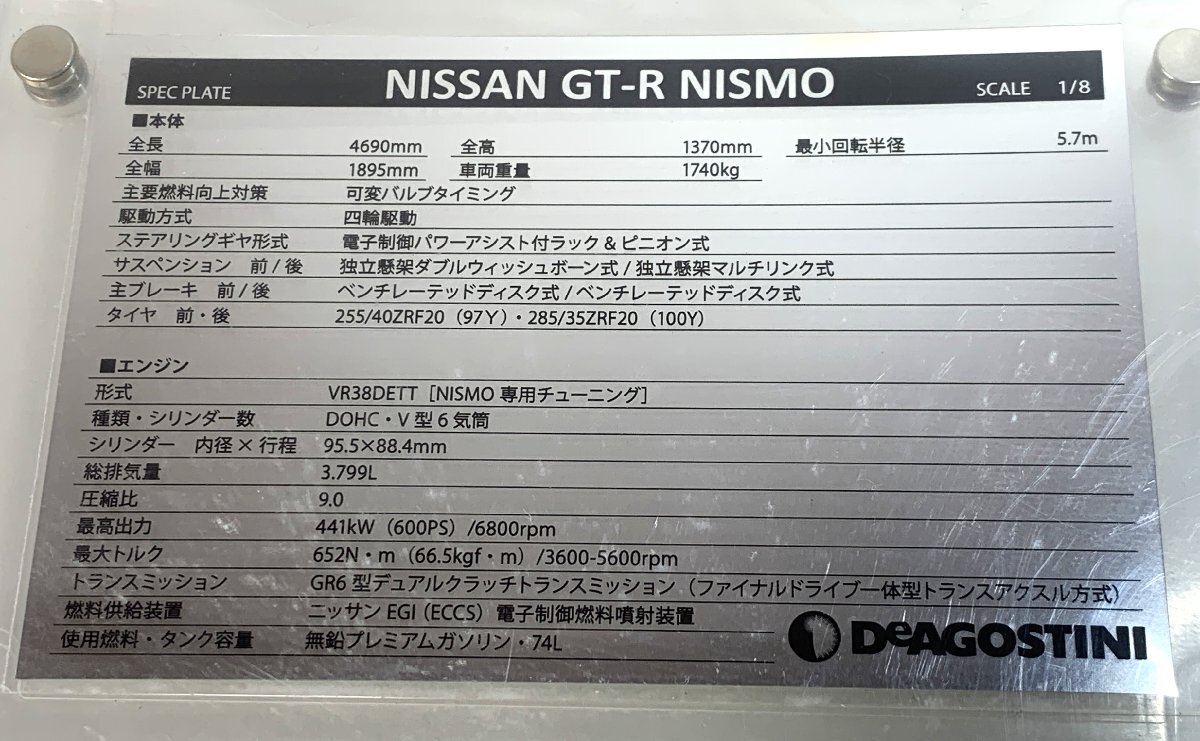 SPEC PLATE NISSAN GT-R NISMO SCALE 1/8
■本体
全長 4690mm 全高 1370mm 最小回転半径 5.7m
全幅 1895mm 車両重量 1740kg
主要燃料向上対策 可変バルブタイミング
駆動方式 四輪駆動
ステアリングギヤ形式 電子制御パワーアシスト付ラック&ピニオン式
サスペンション 前/後 独立懸架ダブルウィッシュボーン式/独立懸架マルチリンク式
主ブレーキ 前/後 ベンチレーテッドディスク式/ベンチレーテッドディスク式
タイヤ 前・後 255/40ZRF20（97Y）・285/35ZRF20（100Y）
■エンジン
形式 VR38DETT［NISMO 専用チューニング］
種類・シリンダー数 DOHC・V型6気筒
シリンダー 内径×行程 95.5×88.4mm
総排気量 3.799L
圧縮比 9.0
最高出力 441kW（600PS）/6800rpm
最大トルク 652N・m（66.5kgf・m）/3600-5600rpm
トランスミッション GR6型デュアルクラッチトランスミッション（ファイナルドライブ一体型トランスアクスル方式）
燃料供給装置 ニッサンEGI（ECCS）電子制御燃料噴射装置
使用燃料・タンク容量 無鉛プレミアムガソリン・74L
DeAGOSTINI